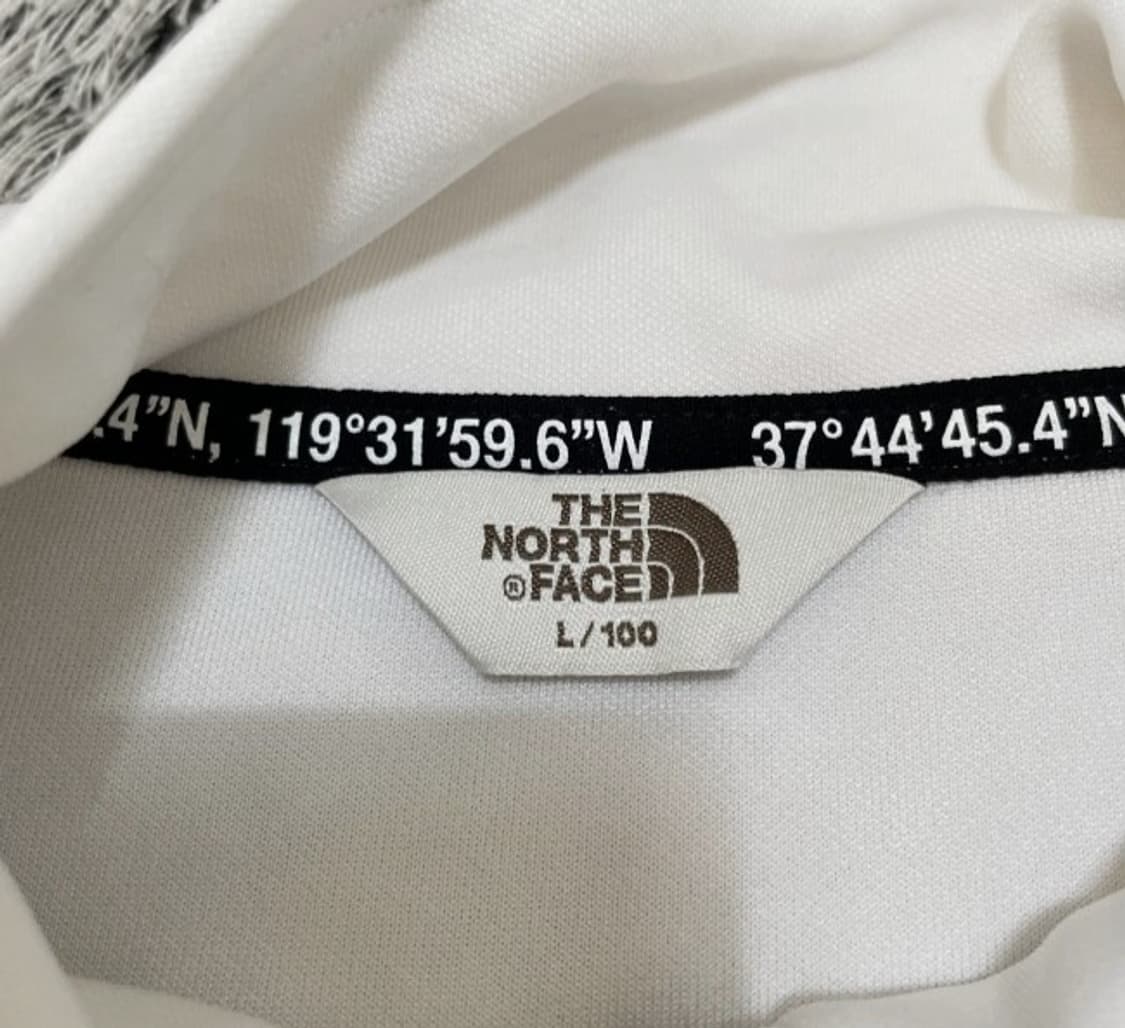 .4”N, 119°31’59.6”W 37°44’45.4”N
THE
NORTH
®FACE
L/100